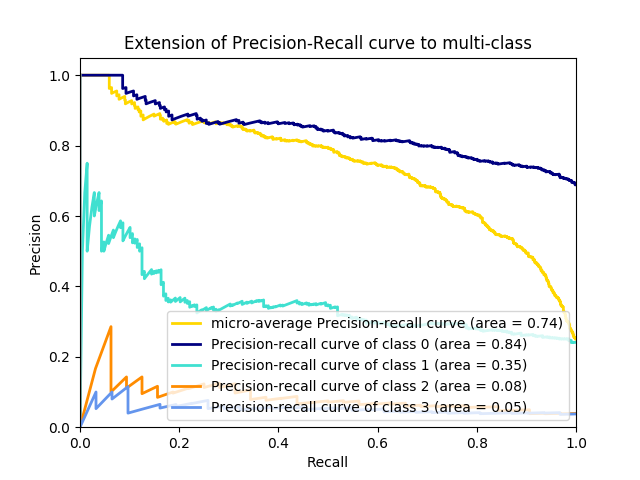 Extension of Precision-Recall curve to multi-class
1.0
0.8
0.6
0.4
0.2
0.0
Precision
micro-average Precision-recall curve (area = 0.74)
Precision-recall curve of class 0 (area = 0.84)
Precision-recall curve of class 1 (area = 0.35)
Precision-recall curve of class 2 (area = 0.08)
Precision-recall curve of class 3 (area = 0.05)
0.0 0.2 0.4 0.6 0.8 1.0
Recall